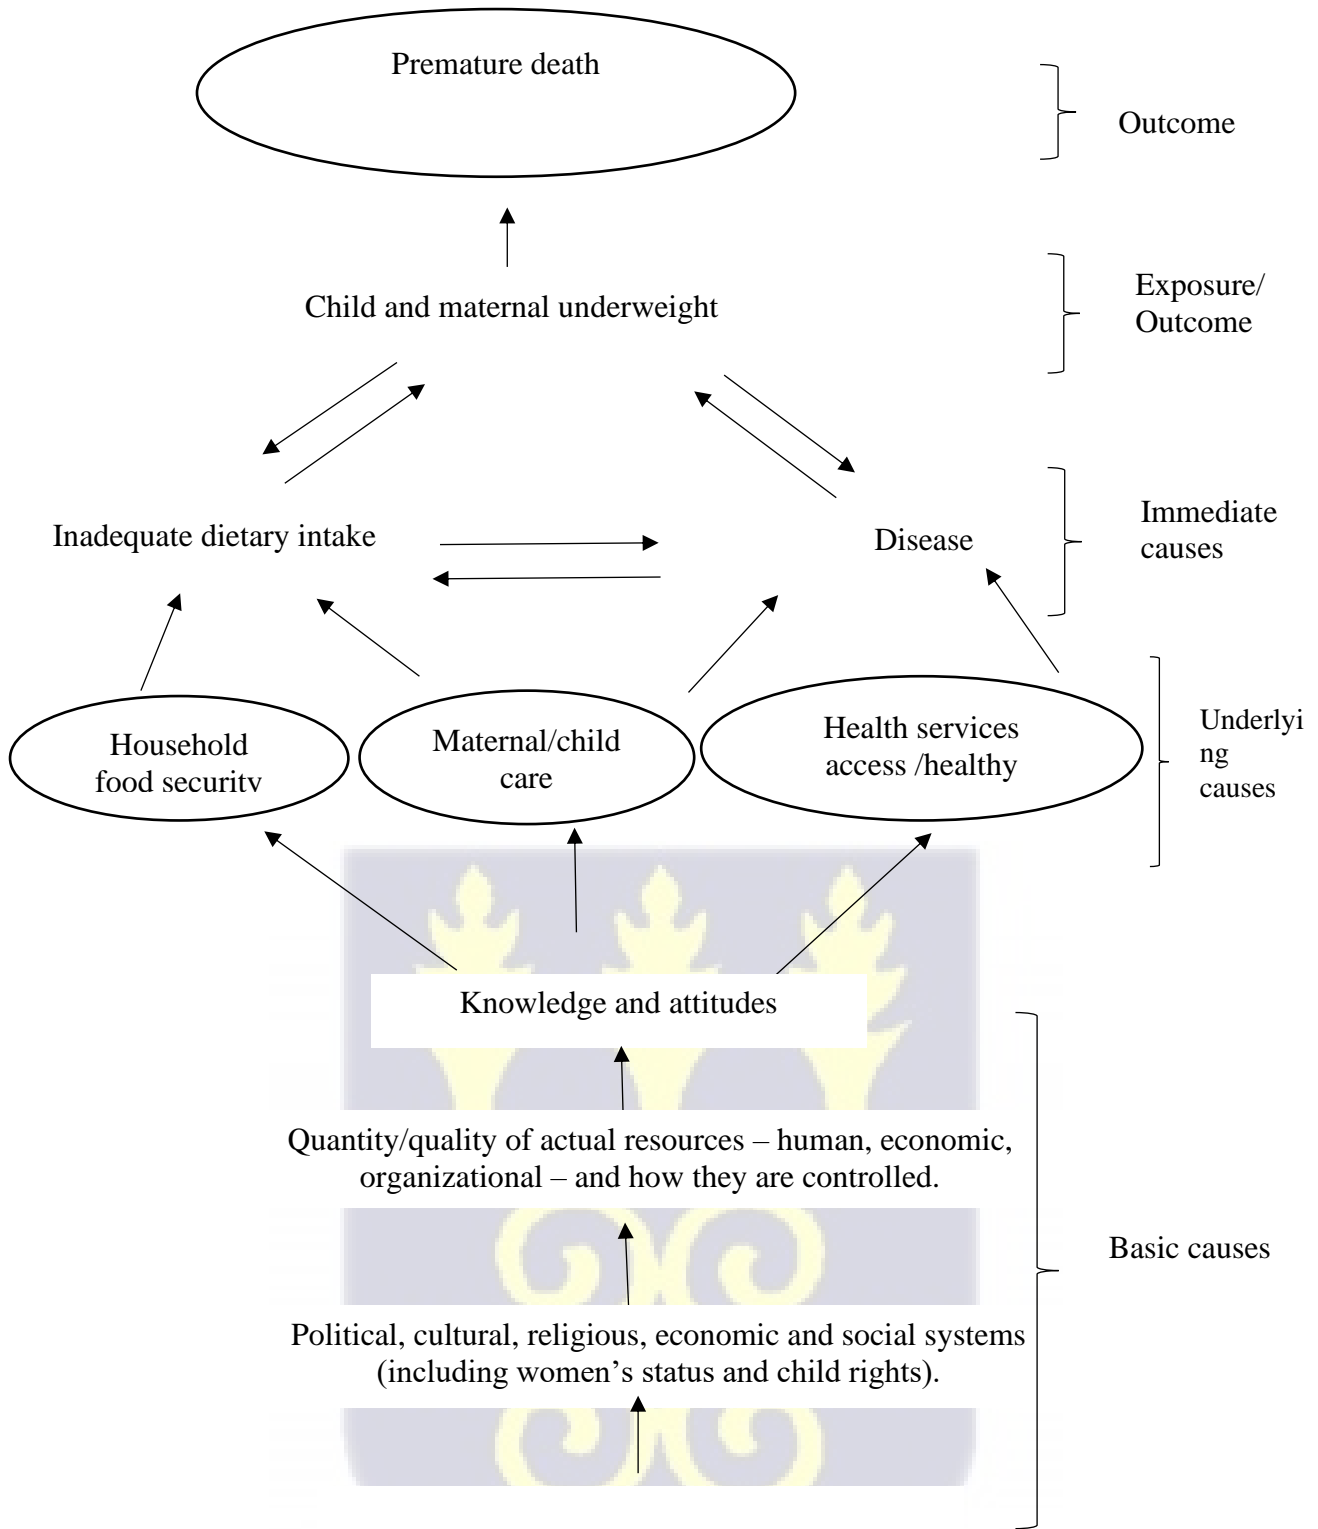 Premature death
Outcome
Child and maternal underweight
Exposure/
Outcome
Inadequate dietary intake
Disease
Immediate
causes
Household
food security
Maternal/child
care
Health services
access /healthy
Underlyi
ng
causes
Knowledge and attitudes
Quantity/quality of actual resources – human, economic,
organizational – and how they are controlled.
Basic causes
Political, cultural, religious, economic and social systems
(including women’s status and child rights).